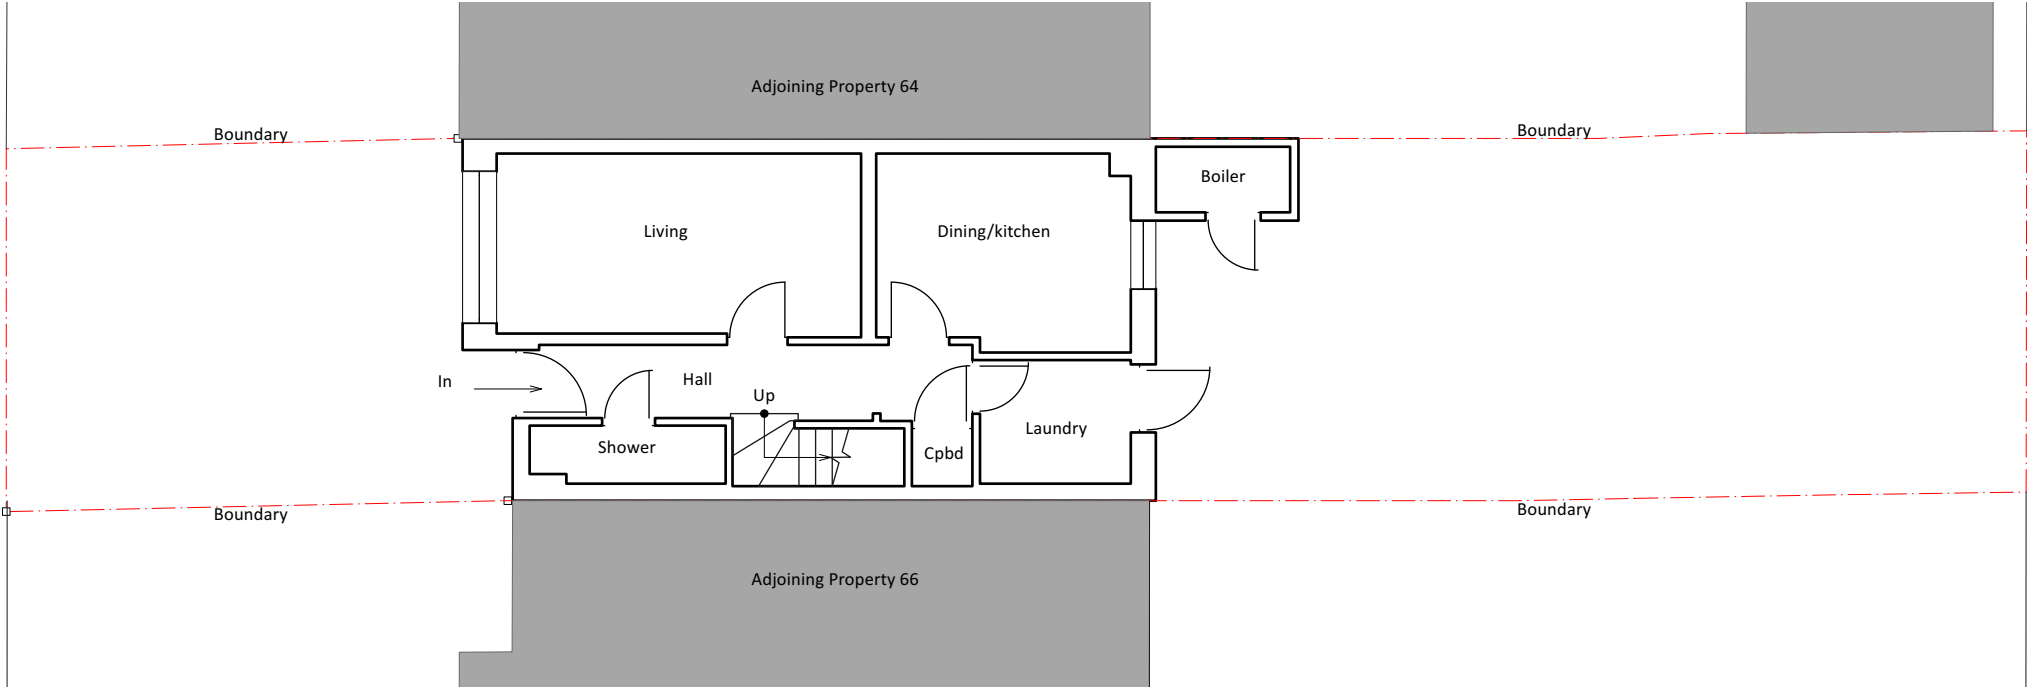 Adjoining Property 64
Boundary
Boundary
Boiler
Living
Dining/kitchen
In
Hall
Up
Shower
Cpbd
Laundry
Boundary
Boundary
Adjoining Property 66